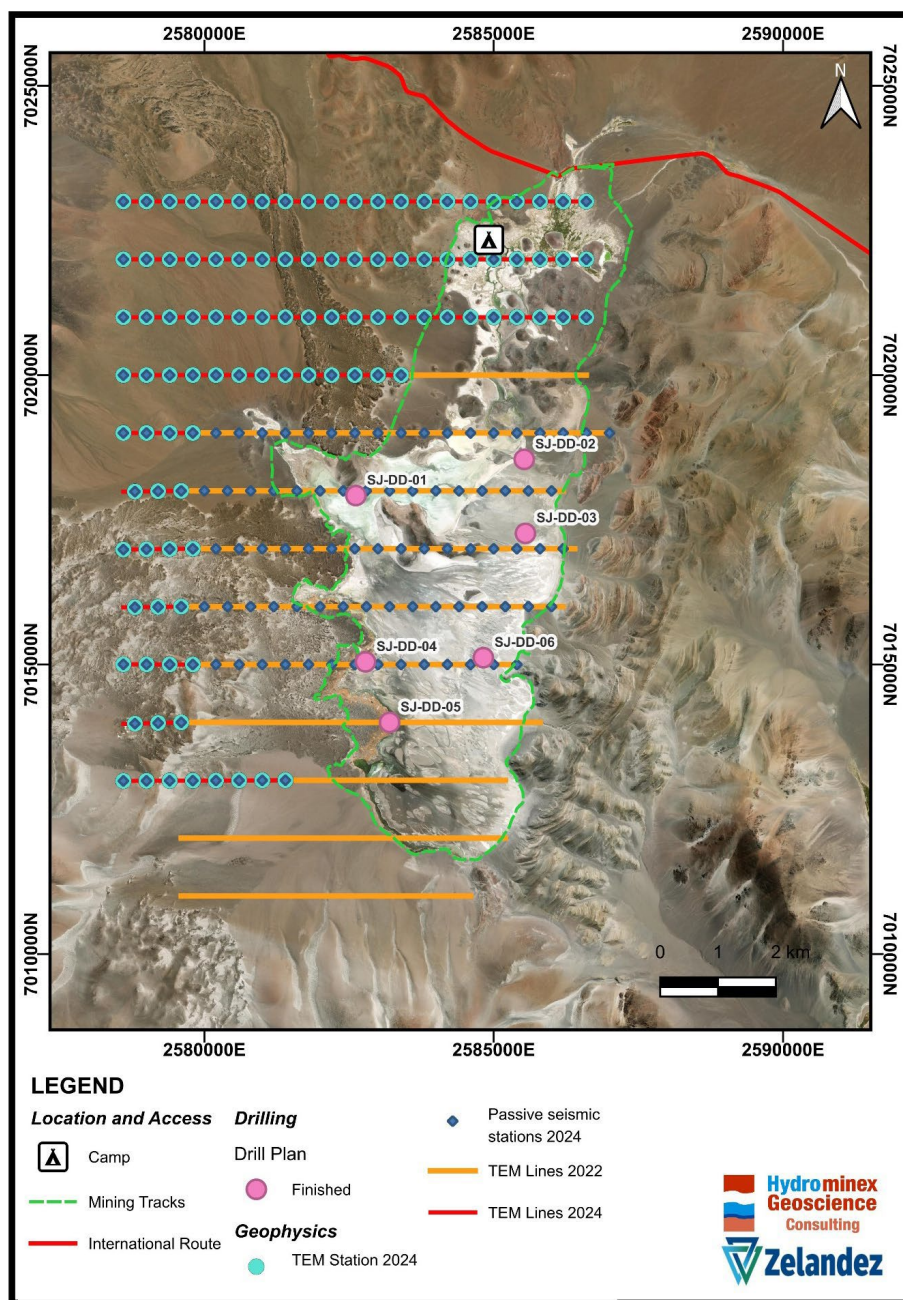 2580000E
2585000E
2590000E
7025000N
7025000N
N
7020000N
7020000N
SJ-DD-02
SJ-DD-01
SJ-DD-03
SJ-DD-04
SJ-DD-06
7015000N
7015000N
SJ-DD-05
7010000N
7010000N
0 1 2 km
2580000E
2585000E
2590000E
LEGEND
Location and Access
Camp
Mining Tracks
International Route
Drilling
Drill Plan
Finished
Geophysics
TEM Station 2024
Passive seismic
stations 2024
TEM Lines 2022
TEM Lines 2024
Hydrominex
Geoscience
Consulting
Zelandez